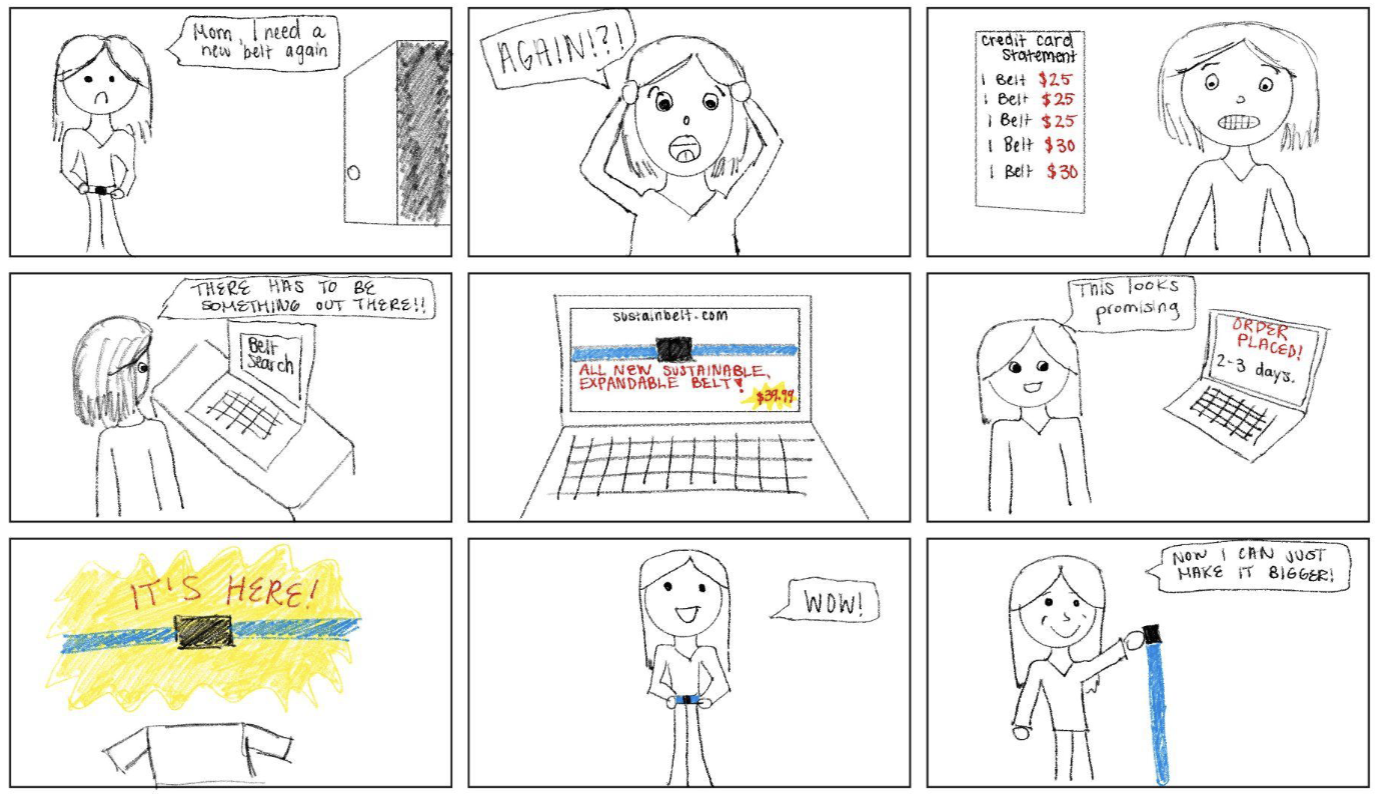 Mom, I need a
new belt again
AGAIN!?!
Credit Card
Statement
1 Belt $25
1 Belt $25
1 Belt $25
1 Belt $30
1 Belt $30
THERE HAS TO BE
SOMETHING OUT THERE!!
Belt
Search
sustainbelt.com
ALL NEW SUSTAINABLE,
EXPANDABLE BELT!
$39.99
This looks
promising
ORDER
PLACED!
2-3 days.
IT'S HERE!
WOW!
NOW I CAN JUST
MAKE IT BIGGER!